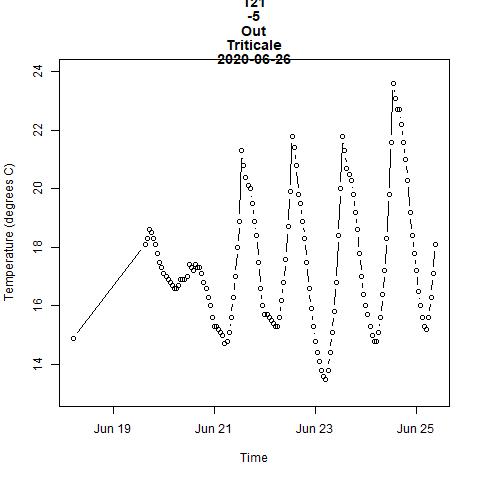 121
-5
Out
Triticale
2020-06-26
Temperature (degrees C)
24
22
20
18
16
14
Jun 19
Jun 21
Jun 23
Jun 25
Time